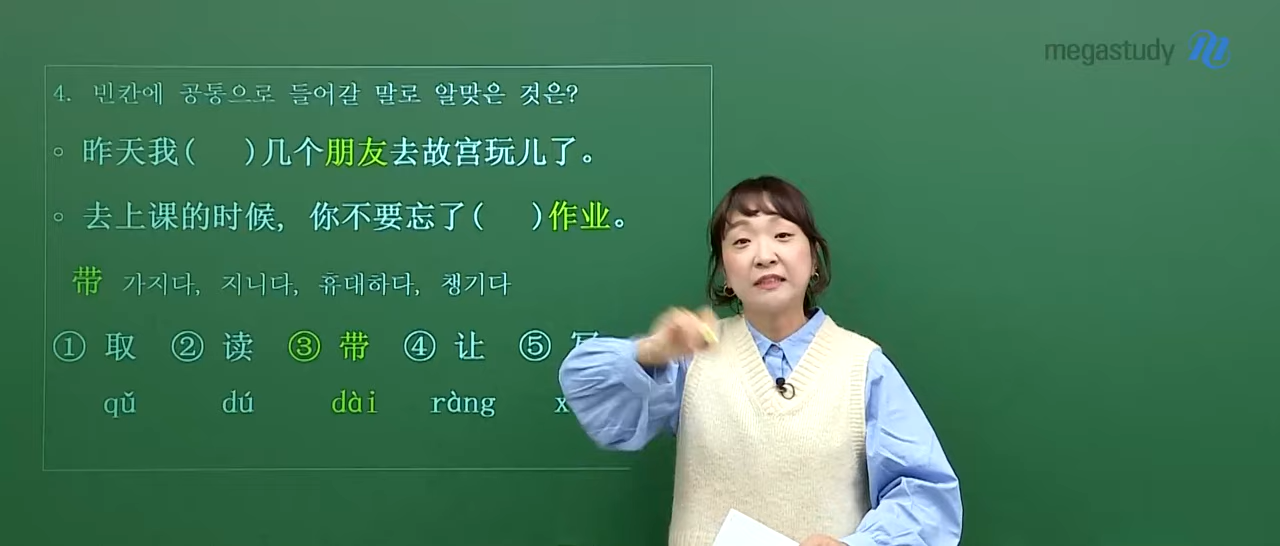 megastudy
4. 빈칸에 공통으로 들어갈 말로 알맞은 것은?
◦ 昨天我( )几个朋友去故宫玩儿了。
◦ 去上课的时候, 你不要忘了( )作业。
带 가지다, 지니다, 휴대하다, 챙기다
① 取 ② 读 ③ 带 ④ 让 ⑤
qǔ dú dài ràng